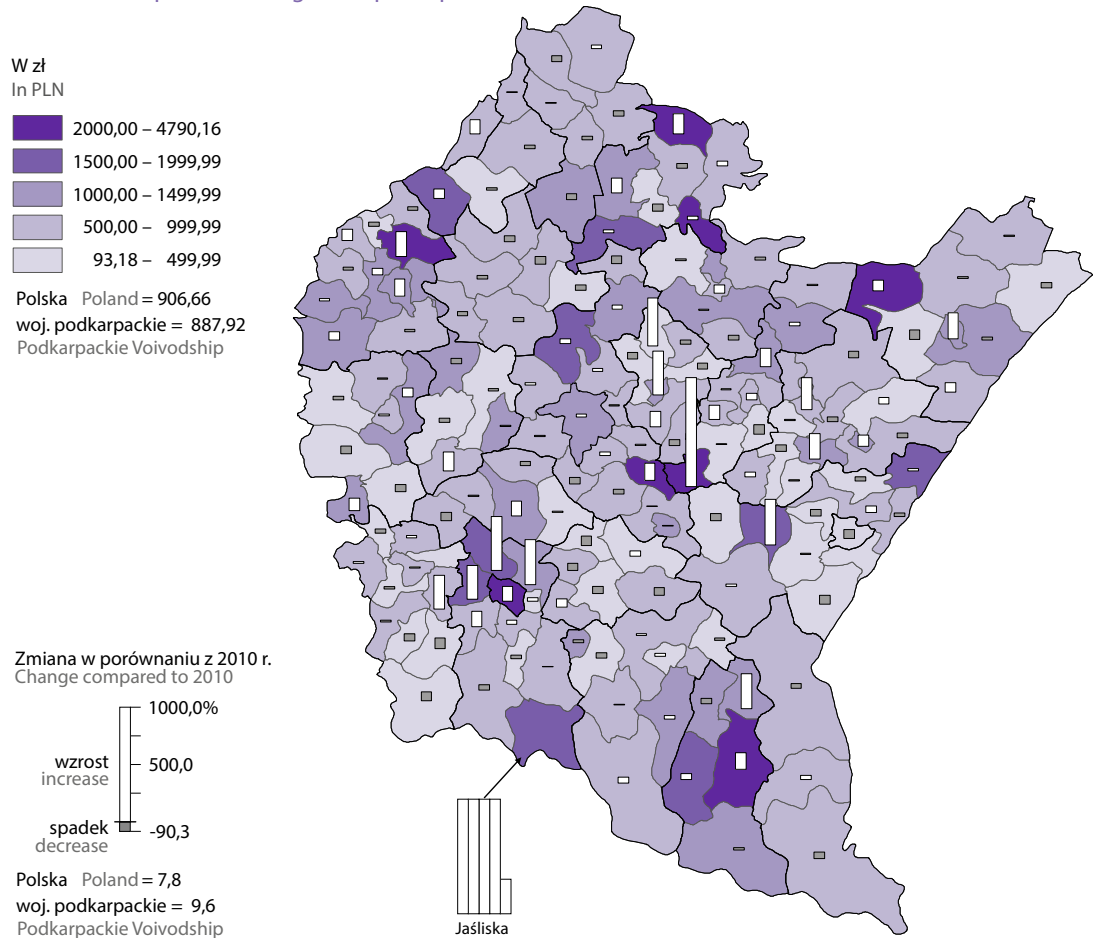 W zł
In PLN
2000,00 – 4790,16
1500,00 – 1999,99
1000,00 – 1499,99
500,00 – 999,99
93,18 – 499,99
Polska Poland = 906,66
woj. podkarpackie = 887,92
Podkarpackie Voivodship
Zmiana w porównaniu z 2010 r.
Change compared to 2010
1000,0%
wzrost
increase
500,0
spadek
decrease
-90,3
Polska Poland = 7,8
woj. podkarpackie = 9,6
Podkarpackie Voivodship
Jaśliska